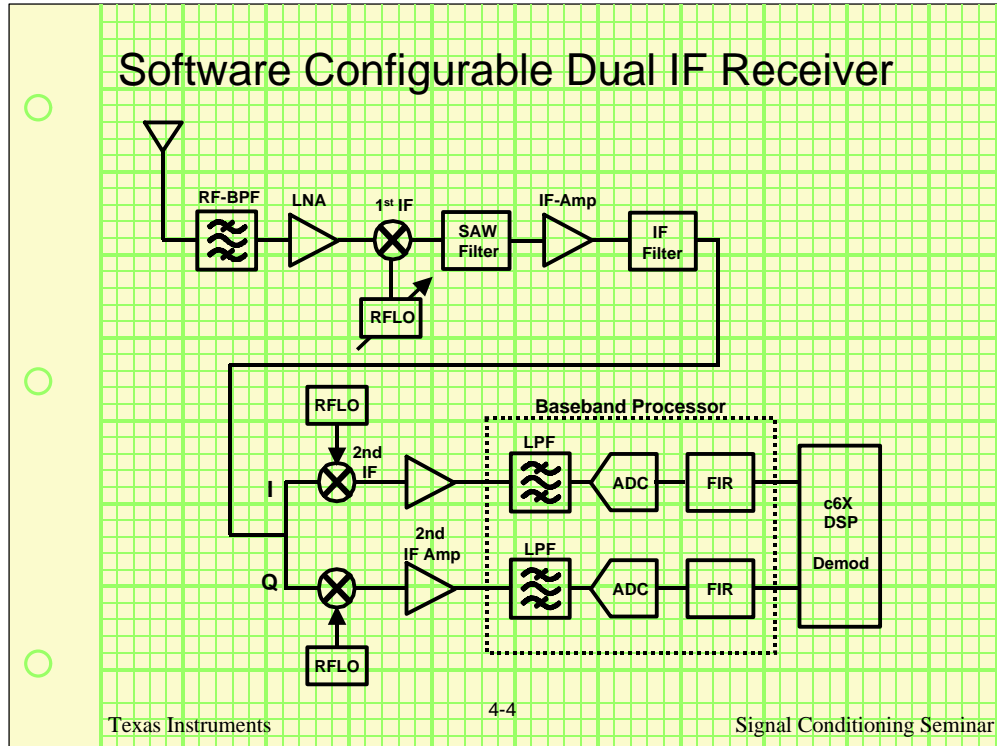 Software Configurable Dual IF Receiver
RF-BPF
LNA
1st IF
SAW
Filter
IF-Amp
IF
Filter
RFLO
RFLO
2nd
IF
I
Baseband Processor
LPF
ADC
FIR
c6X
DSP
Demod
2nd
IF Amp
Q
LPF
ADC
FIR
RFLO
4-4
Texas Instruments
Signal Conditioning Seminar